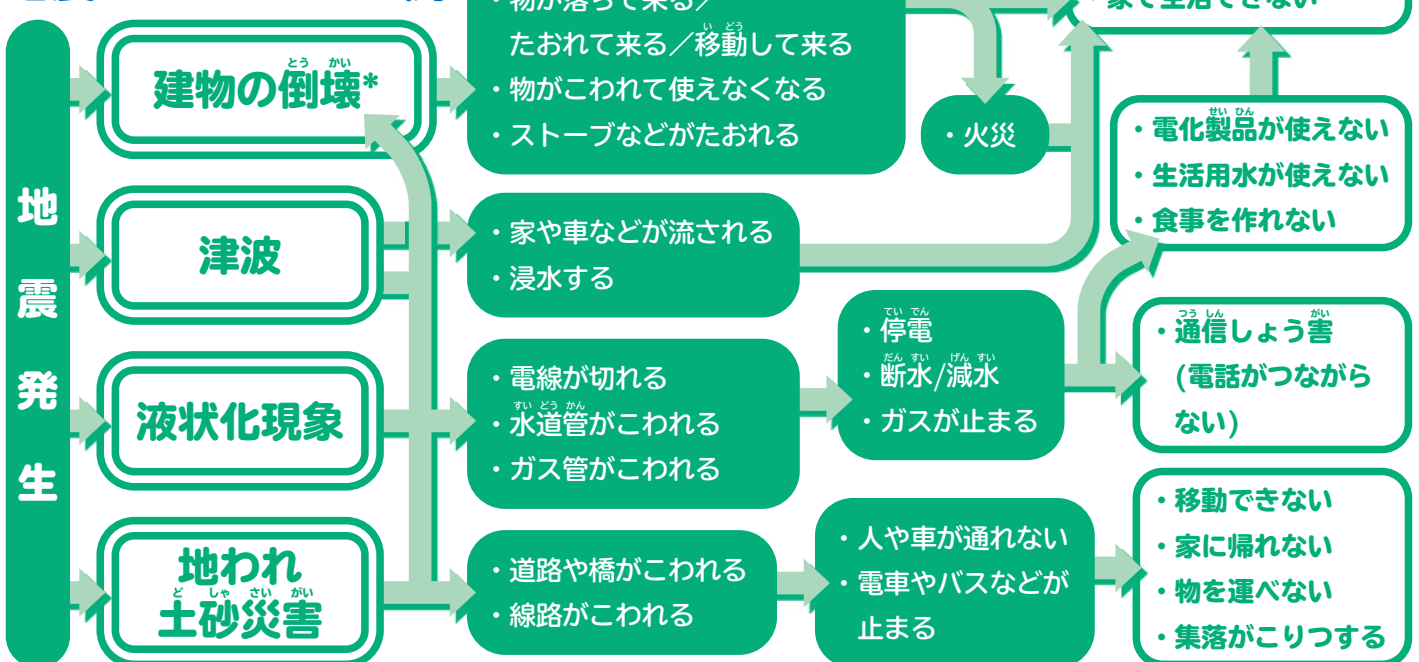 ・物が落ちて来る／
たおれて来る／移動して来る
・物がこわれて使えなくなる
・ストーブなどがたおれる
・家で生活できない
地震発生
建物の倒壊*
・火災
・電化製品が使えない
・生活用水が使えない
・食事を作れない
津波
・家や車などが流される
・浸水する
液状化現象
・電線が切れる
・水道管がこわれる
・ガス管がこわれる
・停電
・断水/減水
・ガスが止まる
・通信しょう害
(電話がつながら
ない)
地われ
土砂災害
・道路や橋がこわれる
・線路がこわれる
・人や車が通れない
・電車やバスなどが
止まる
・移動できない
・家に帰れない
・物を運べない
・集落がこりつする